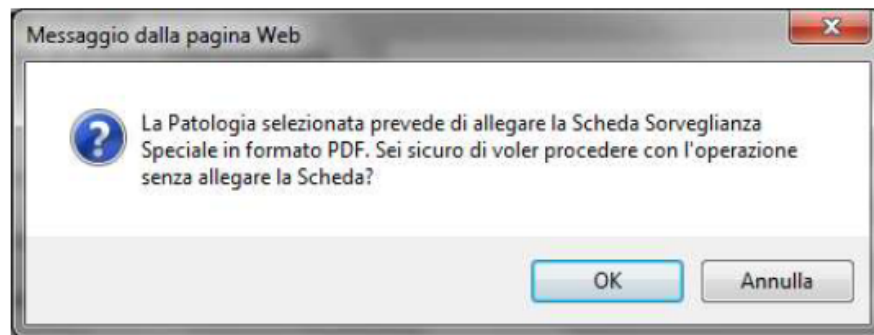 Messaggio dalla pagina Web
La Patologia selezionata prevede di allegare la Scheda Sorveglianza
Speciale in formato PDF. Sei sicuro di voler procedere con l'operazione
senza allegare la Scheda?
OK
Annulla